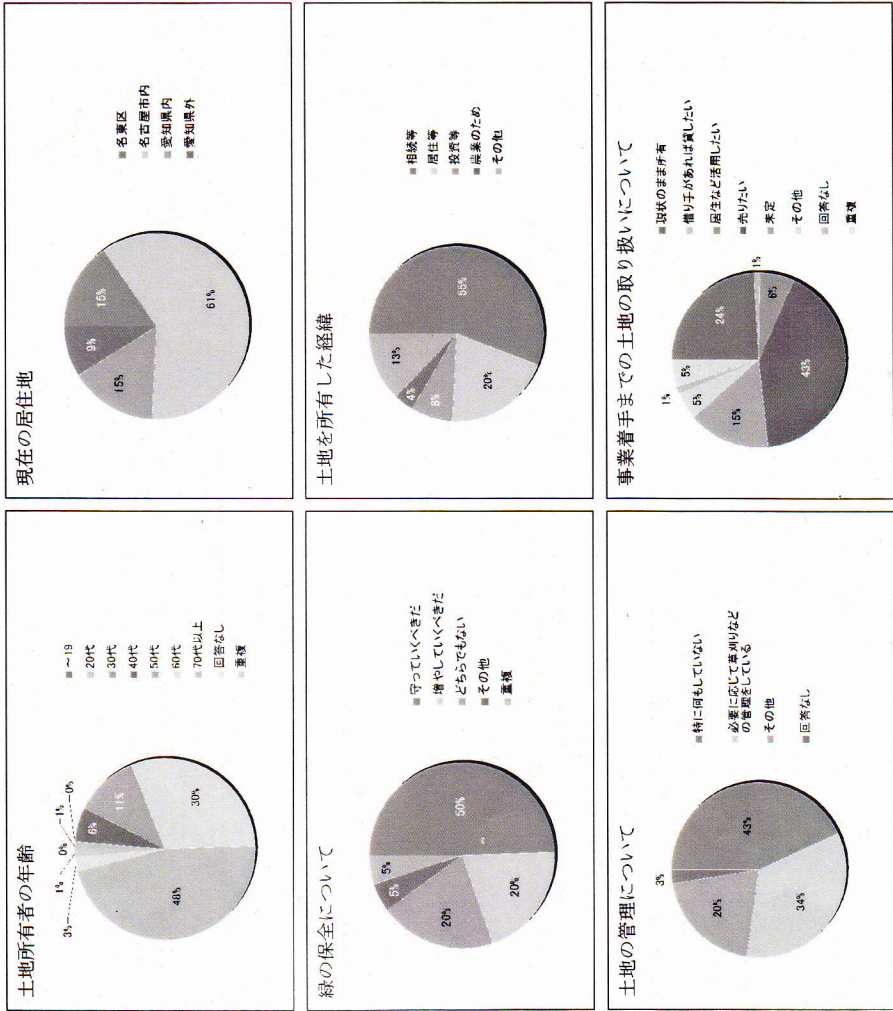 土地所有者の年齢
3%
1%
0%
1%
0%
6%
11%
30%
48%
～19
20代
30代
40代
50代
60代
70代以上
回答なし
重複
現在の居住地
9%
15%
15%
61%
名東区
名古屋市内
愛知県内
愛知県外
緑の保全について
5%
5%
20%
50%
20%
守っていくべきだ
増やしていくべきだ
どちらでもない
その他
重複
土地を所有した経緯
13%
4%
8%
55%
20%
相続等
居住等
投資等
農業のため
その他
土地の管理について
3%
20%
43%
34%
特に何もしていない
必要に応じて草刈りなど
の管理をしている
その他
回答なし
事業着手までの土地の取り扱いについて
5%
1%
5%
15%
24%
1%
6%
43%
現状のまま所有
借り手があれば貸したい
居住など活用したい
売りたい
未定
その他
回答なし
重複